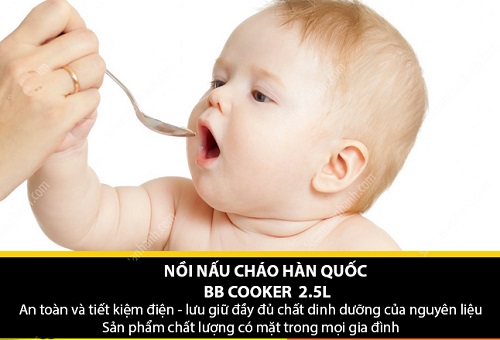 NỒI NẤU CHÁO HÀN QUỐC
BB COOKER 2.5L
An toàn và tiết kiệm điện - lưu giữ đầy đủ chất dinh dưỡng của nguyên liệu
Sản phẩm chất lượng có mặt trong mọi gia đình